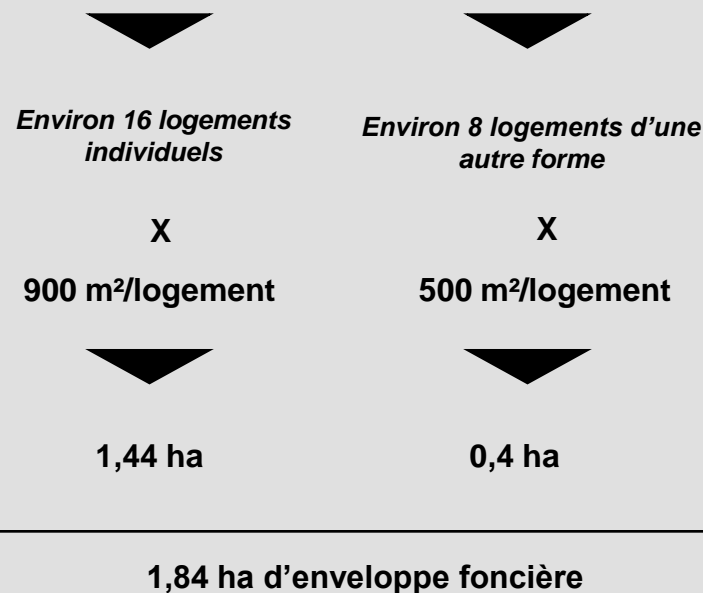 Environ 16 logements
individuels
X
900 m²/logement
1,44 ha
Environ 8 logements d’une
autre forme
X
500 m²/logement
0,4 ha
1,84 ha d’enveloppe foncière